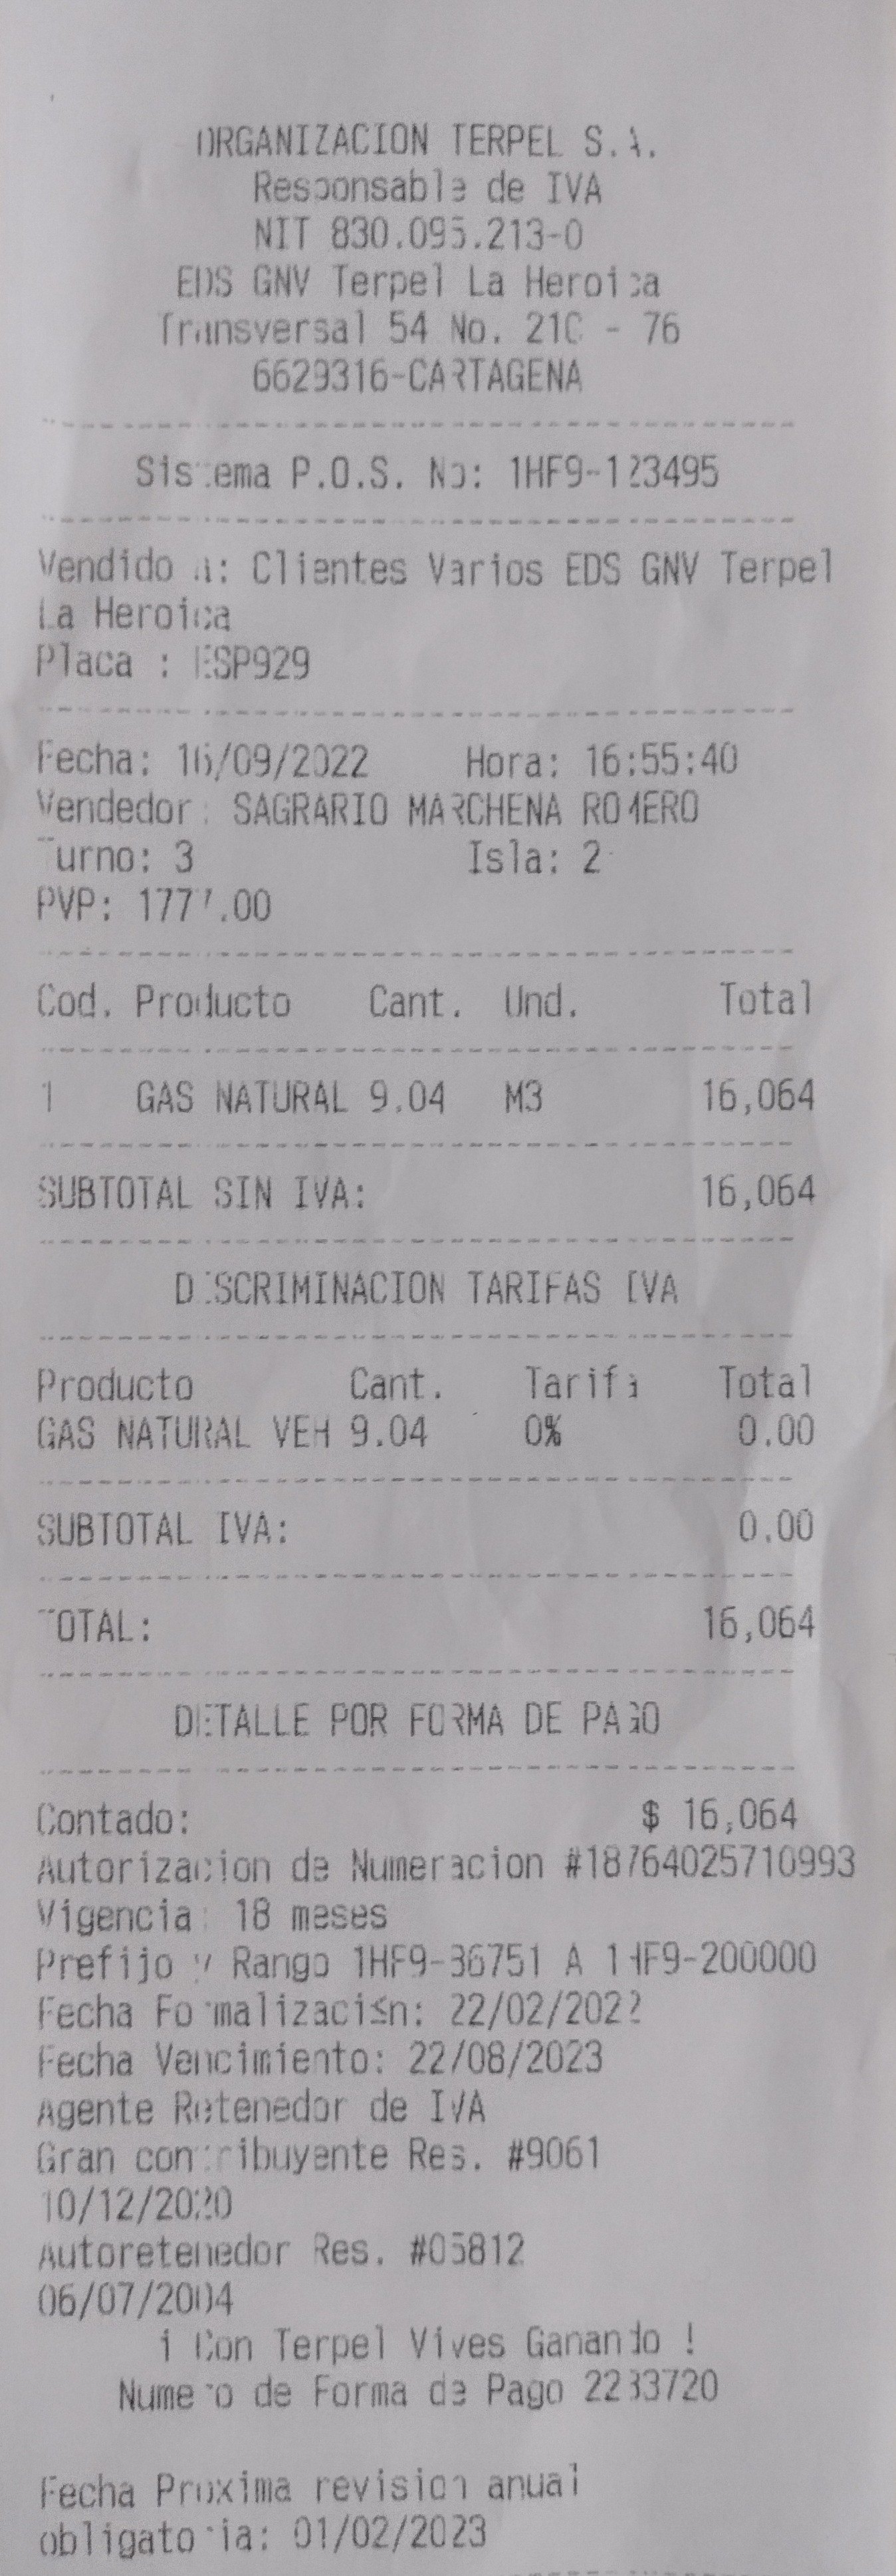 ORGANIZACION TERPEL S.A.
Responsable de IVA
NIT 830.095.213-0
EDS GNV Terpel La Heroica
Transversal 54 No. 21C - 76
6629316-CARTAGENA
Sistema P.O.S. No: 1HF9-123495
Vendido a: Clientes Varios EDS GNV Terpel
La Heroica
Placa : ESP929
Fecha: 16/09/2022 Hora: 16:55:40
Vendedor: SAGRARIO MARCHENA ROMERO
Turno: 3 Isla: 2
PVP: 1777.00
Cod. Producto Cant. Und. Total
1 GAS NATURAL 9.04 M3 16,064
SUBTOTAL SIN IVA: 16,064
DISCRIMINACION TARIFAS IVA
Producto Cant. Tarifa Total
GAS NATURAL VEH 9.04 0% 0.00
SUBTOTAL IVA: 0.00
TOTAL: 16,064
DETALLE POR FORMA DE PAGO
Contado: $ 16,064
Autorizacion de Numeracion #18764025710993
Vigencia: 18 meses
Prefijo y Rango 1HF9-86751 A 1HF9-200000
Fecha Formalizaci≤n: 22/02/2022
Fecha Vencimiento: 22/08/2023
Agente Retenedor de IVA
Gran contribuyente Res. #9061
10/12/2020
Autoretenedor Res. #05812
06/07/2004
¡ Con Terpel Vives Ganando !
Numero de Forma de Pago 2233720
Fecha Proxima revision anual
obligatoria: 01/02/2023